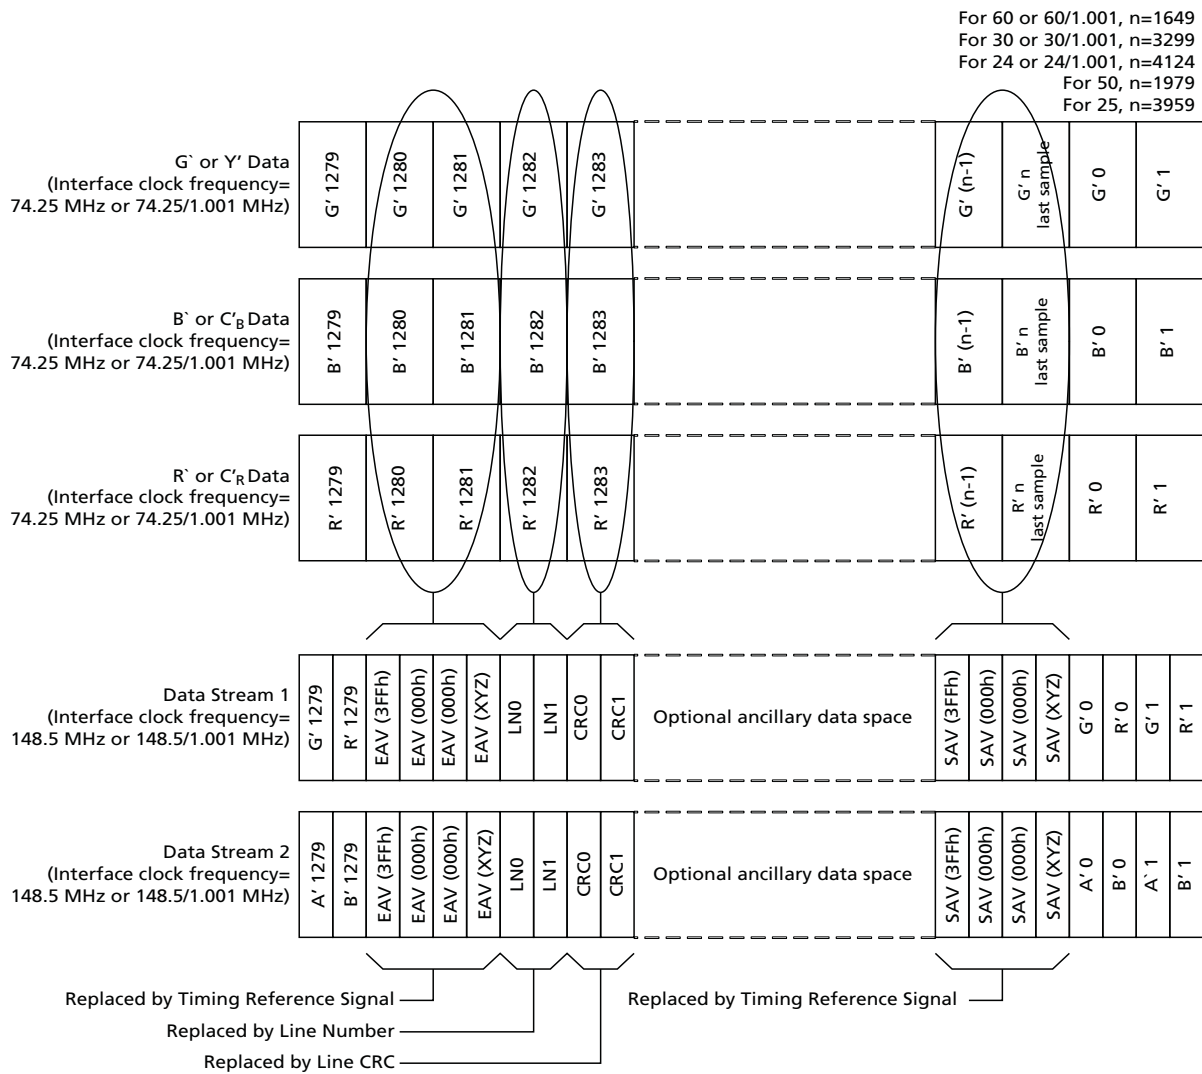 For 60 or 60/1.001, n=1649
For 30 or 30/1.001, n=3299
For 24 or 24/1.001, n=4124
For 50, n=1979
For 25, n=3959
G` or Y' Data
(Interface clock frequency=
74.25 MHz or 74.25/1.001 MHz)
G' 1279
G' 1280
G' 1281
G' 1282
G' 1283
G' (n-1)
G' n
last sample
G' 0
G' 1
B` or C'B Data
(Interface clock frequency=
74.25 MHz or 74.25/1.001 MHz)
B' 1279
B' 1280
B' 1281
B' 1282
B' 1283
B' (n-1)
B' n
last sample
B' 0
B' 1
R` or C'R Data
(Interface clock frequency=
74.25 MHz or 74.25/1.001 MHz)
R' 1279
R' 1280
R' 1281
R' 1282
R' 1283
R' (n-1)
R' n
last sample
R' 0
R' 1
Data Stream 1
(Interface clock frequency=
148.5 MHz or 148.5/1.001 MHz)
G' 1279
R' 1279
EAV (3FFh)
EAV (000h)
EAV (000h)
EAV (XYZ)
LN0
LN1
CRC0
CRC1
Optional ancillary data space
SAV (3FFh)
SAV (000h)
SAV (000h)
SAV (XYZ)
G' 0
R' 0
G' 1
R' 1
Data Stream 2
(Interface clock frequency=
148.5 MHz or 148.5/1.001 MHz)
A' 1279
B' 1279
EAV (3FFh)
EAV (000h)
EAV (000h)
EAV (XYZ)
LN0
LN1
CRC0
CRC1
Optional ancillary data space
SAV (3FFh)
SAV (000h)
SAV (000h)
SAV (XYZ)
A' 0
B' 0
A` 1
B' 1
Replaced by Timing Reference Signal
Replaced by Timing Reference Signal
Replaced by Line Number
Replaced by Line CRC